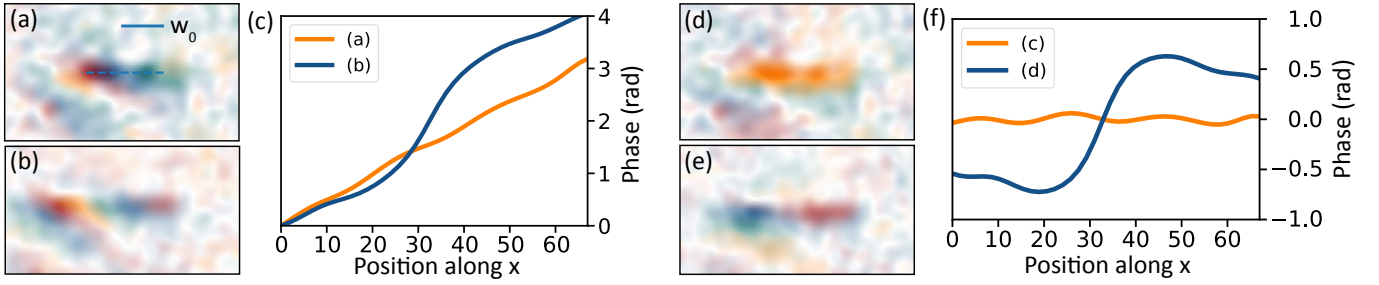 (a)
w0
(b)
(c)
(a)
(b)
4
3
2
1
0
Phase (rad)
0 10 20 30 40 50 60
Position along x
(d)
(e)
(f)
(c)
(d)
1.0
0.5
0.0
−0.5
−1.0
Phase (rad)
0 10 20 30 40 50 60
Position along x